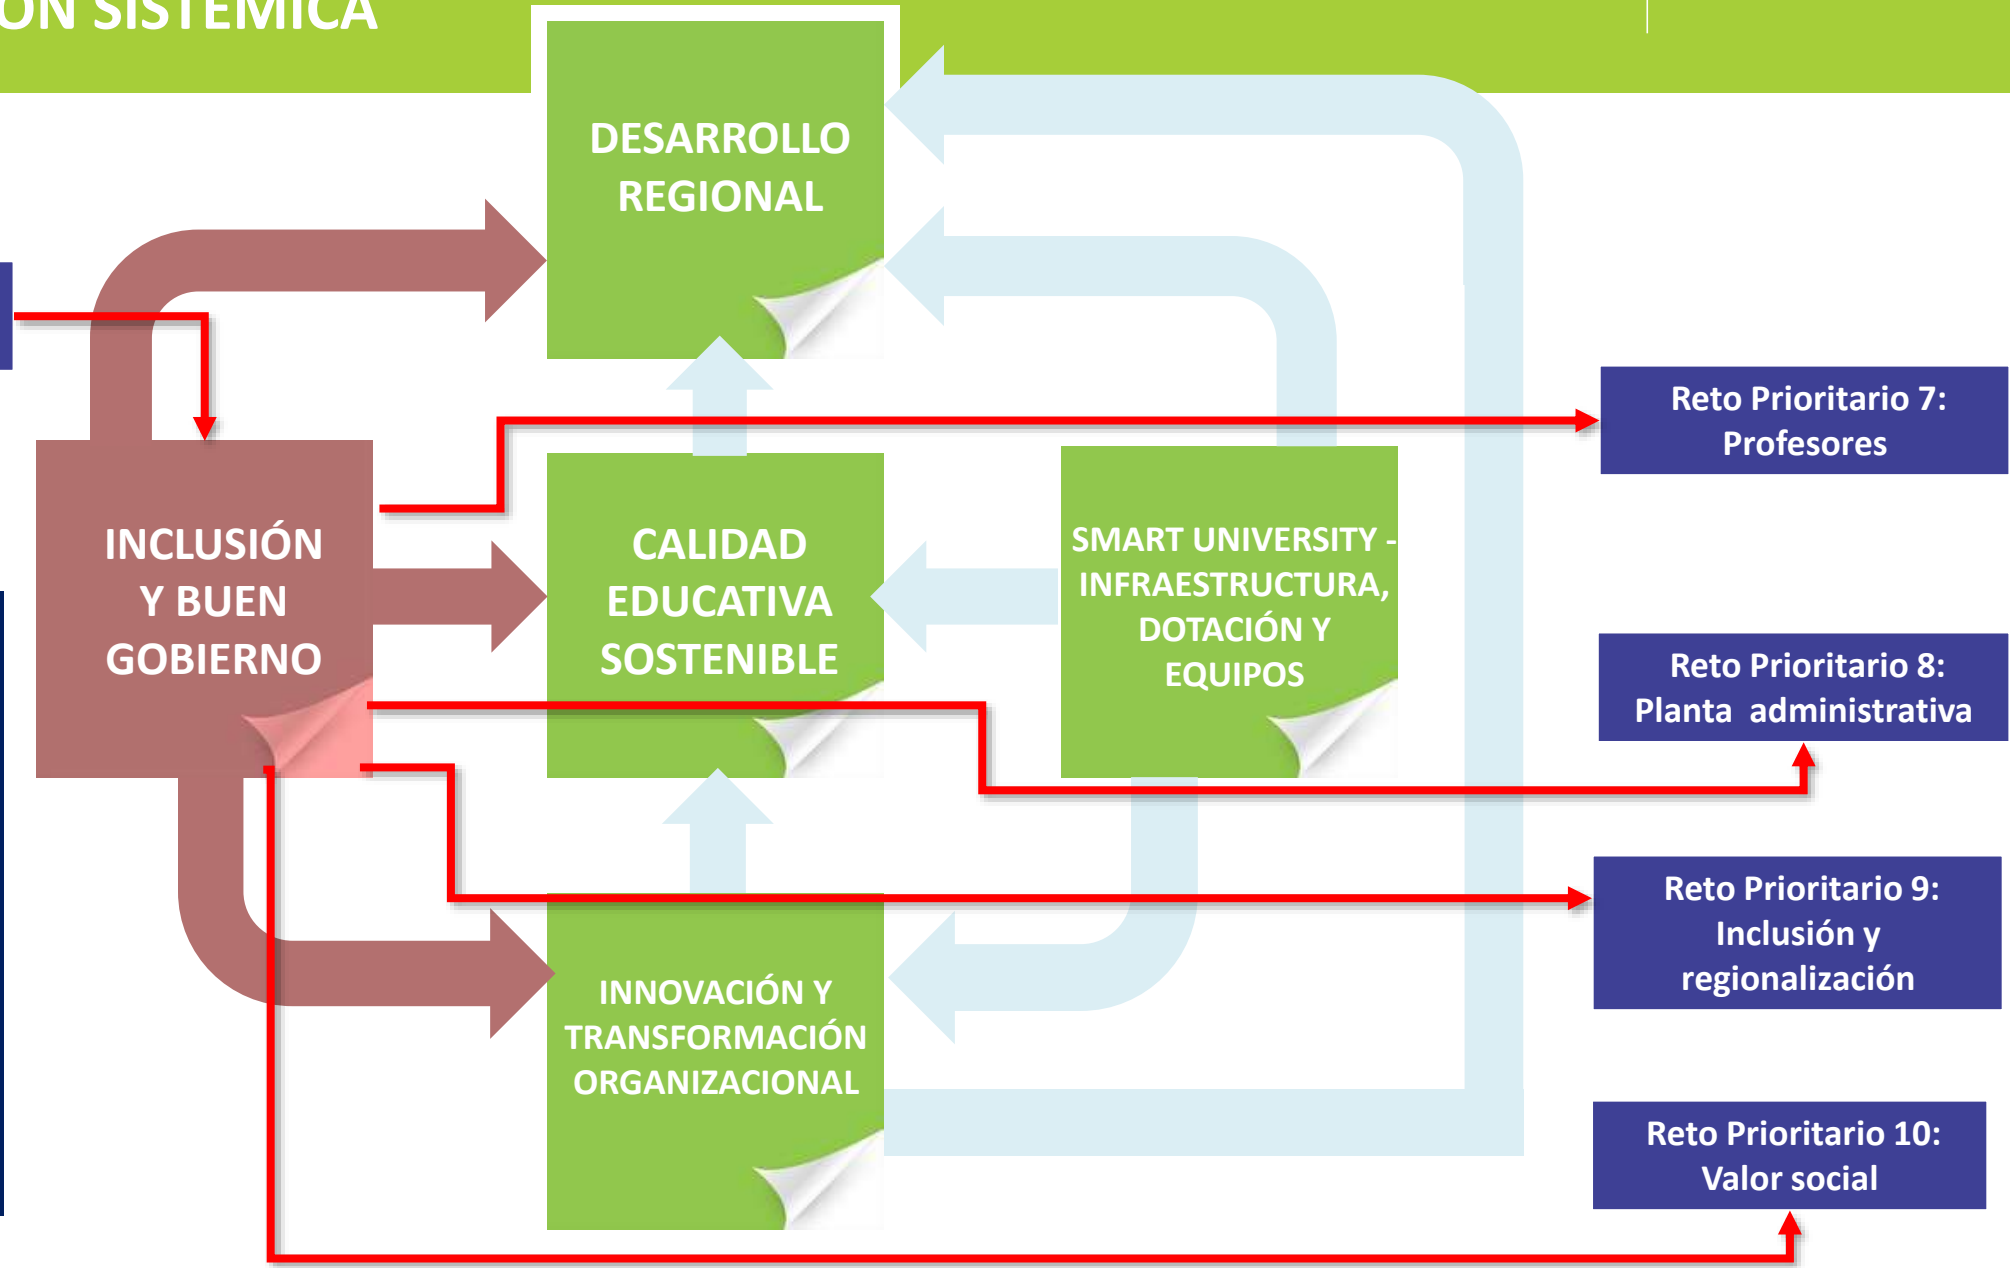 SISTÉMICA
DESARROLLO
REGIONAL
INCLUSIÓN
Y BUEN
GOBIERNO
CALIDAD
EDUCATIVA
SOSTENIBLE
SMART UNIVERSITY -
INFRAESTRUCTURA,
DOTACIÓN Y
EQUIPOS
INNOVACIÓN Y
TRANSFORMACIÓN
ORGANIZACIONAL
Reto Prioritario 7:
Profesores
Reto Prioritario 8:
Planta administrativa
Reto Prioritario 9:
Inclusión y
regionalización
Reto Prioritario 10:
Valor social